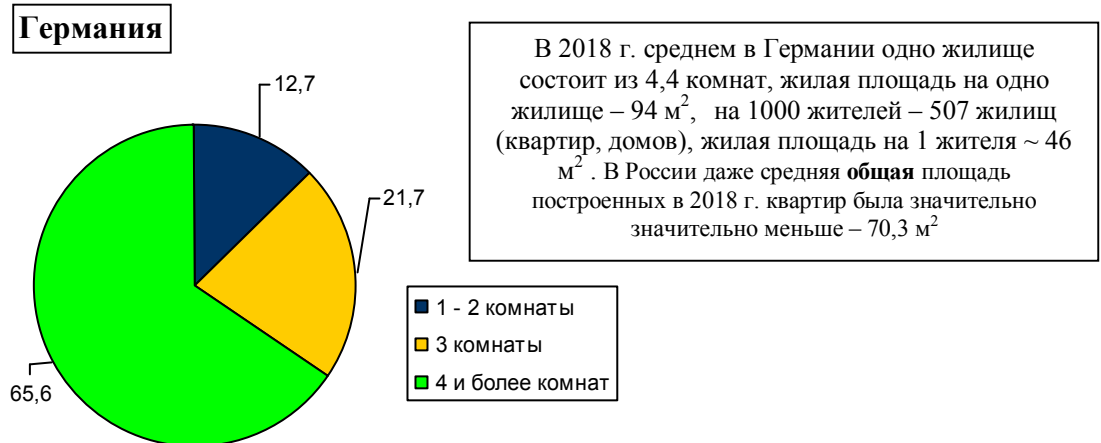 Германия
В 2018 г. среднем в Германии одно жилище
состоит из 4,4 комнат, жилая площадь на одно
жилище – 94 м², на 1000 жителей – 507 жилищ
(квартир, домов), жилая площадь на 1 жителя ~ 46
м² . В России даже средняя общая площадь
построенных в 2018 г. квартир была значительно
значительно меньше – 70,3 м²
12,7
21,7
65,6
1 - 2 комнаты
3 комнаты
4 и более комнат